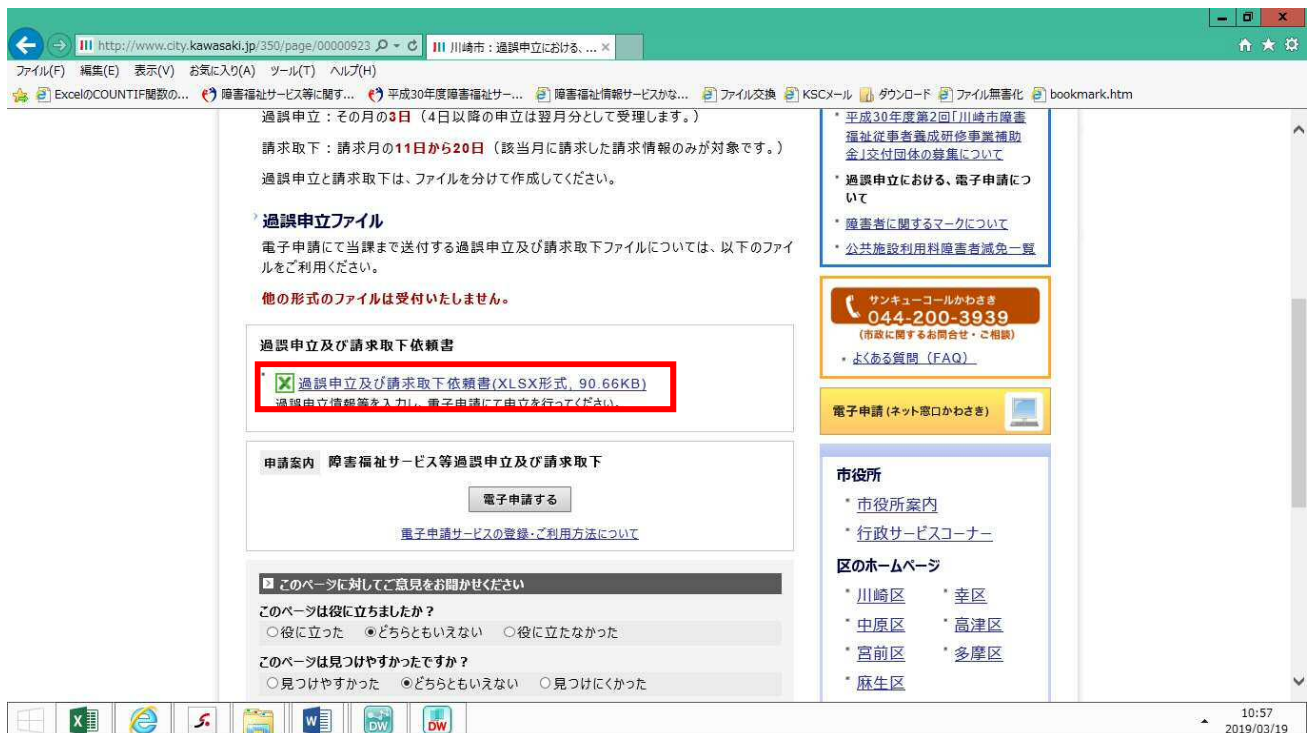 http://www.city.kawasaki.jp/350/page/00000923
川崎市：過誤申立における、... ×
ファイル(F) 編集(E) 表示(V) お気に入り(A) ツール(T) ヘルプ(H)
ExcelのCOUNTIF関数の... 障害福祉サービス等に関す... 平成30年度障害福祉サー... 障害福祉情報サービスかな... ファイル交換 KSCメール ダウンロード ファイル無害化 bookmark.htm
過誤申立：その月の3日（4日以降の申立は翌月分として受理します。）
請求取下：請求月の11日から20日（該当月に請求した請求情報のみが対象です。）
過誤申立と請求取下は、ファイルを分けて作成してください。
過誤申立ファイル
電子申請にて当課まで送付する過誤申立及び請求取下ファイルについては、以下のファイ
ルをご利用ください。
他の形式のファイルは受付いたしません。
過誤申立及び請求取下依頼書
過誤申立及び請求取下依頼書(XLSX形式, 90.66KB)
過誤申立情報等を入力し、電子申請にて申立を行ってください。
申請案内 障害福祉サービス等過誤申立及び請求取下
電子申請する
電子申請サービスの登録・ご利用方法について
このページに対してご意見をお聞かせください
このページは役に立ちましたか？
○役に立った ◉どちらともいえない ○役に立たなかった
このページは見つけやすかったですか？
○見つけやすかった ◉どちらともいえない ○見つけにくかった
平成30年度第2回「川崎市障害
福祉従事者養成研修事業補助
金」交付団体の募集について
過誤申立における、電子申請につ
いて
障害者に関するマークについて
公共施設利用料障害者減免一覧
サンキューコールかわさき
044-200-3939
(市政に関するお問合せ・ご相談)
よくある質問（FAQ）
電子申請 (ネット窓口かわさき)
市役所
市役所案内
行政サービスコーナー
区のホームページ
川崎区 幸区
中原区 高津区
宮前区 多摩区
麻生区
10:57
2019/03/19